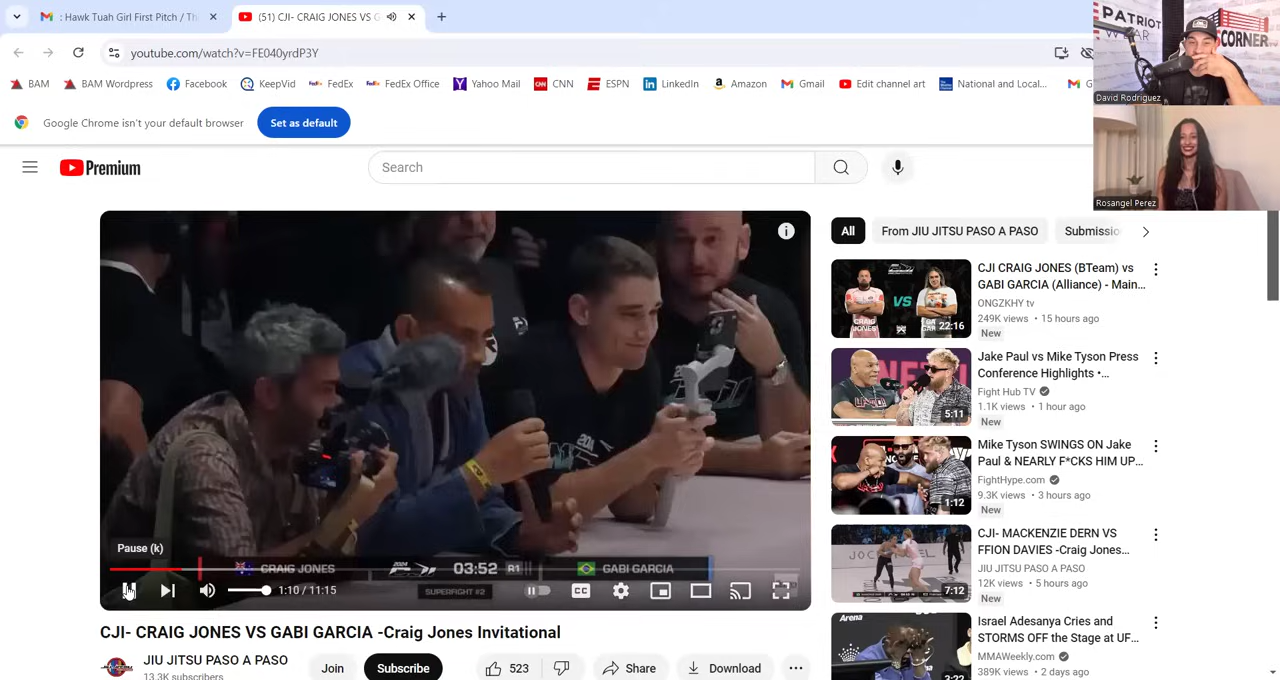 : Hawk Tuah Girl First Pitch / Th
(51) CJI- CRAIG JONES VS G
youtube.com/watch?v=FE040yrdP3Y
BAM
BAM Wordpress
Facebook
KeepVid
FedEx
FedEx Office
Yahoo Mail
CNN
ESPN
LinkedIn
Amazon
Gmail
Edit channel art
National and Local...
G
Google Chrome isn't your default browser
Set as default
PATRIOT
CORNER
David Rodriguez
Rosangel Perez
Premium
Search
All
From JIU JITSU PASO A PASO
Submissio
Pause (k)
CRAIG JONES
03:52
R1
GABI GARCIA
SUPERFIGHT #2
1:10 / 11:15
CJI- CRAIG JONES VS GABI GARCIA -Craig Jones Invitational
JIU JITSU PASO A PASO
Join
Subscribe
523
Share
Download
VS
22:16
CJI CRAIG JONES (BTeam) vs
GABI GARCIA (Alliance) - Main...
ONGZKHY tv
249K views • 15 hours ago
New
5:11
Jake Paul vs Mike Tyson Press
Conference Highlights •...
Fight Hub TV
1.1K views • 1 hour ago
New
1:12
Mike Tyson SWINGS ON Jake
Paul & NEARLY F*CKS HIM UP...
FightHype.com
9.3K views • 3 hours ago
New
7:12
CJI- MACKENZIE DERN VS
FFION DAVIES -Craig Jones...
JIU JITSU PASO A PASO
12K views • 5 hours ago
New
Arena
3:22
Israel Adesanya Cries and
STORMS OFF the Stage at UF...
MMAWeekly.com
389K views • 2 days ago